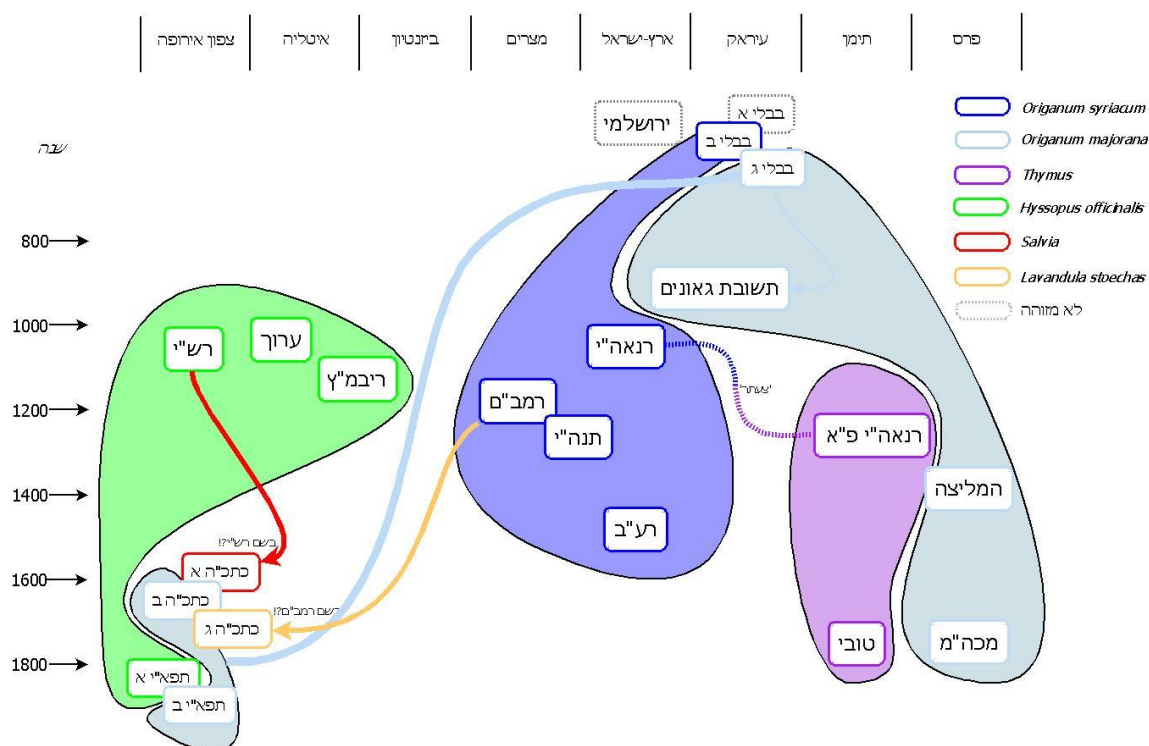 צפון אירופה
איטליה
ביזנטיון
מצרים
ארץ-ישראל
עיראק
תימן
פרס
שנה
בבלי א
ירושלמי
בבלי ב
בבלי ג
Origanum syriacum
Origanum majorana
Thymus
Hyssopus officinalis
Salvia
Lavandula stoechas
לא מזוהה
800
תשובת גאונים
1000
רש"י
ערוך
ריבמ"ץ
רנאה"י
'צעתר'
1200
רמב"ם
תנה"י
רנאה"י פ"א
1400
המליצה
רע"ב
בשם רש"י?!
כתכ"ה א
1600
כתכ"ה ב
בשם רמב"ם?!
כתכ"ה ג
טובי
מכה"מ
1800
תפא"י א
תפא"י ב